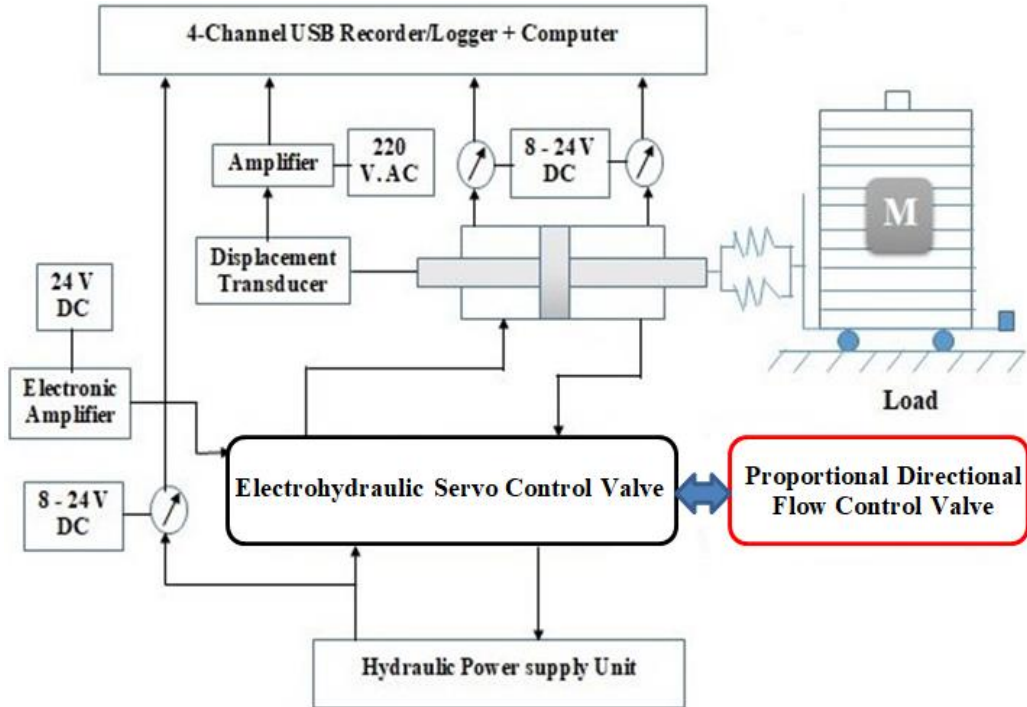 4-Channel USB Recorder/Logger + Computer
Amplifier
220
V. AC
8 - 24 V
DC
Displacement
Transducer
M
24 V
DC
Electronic
Amplifier
Load
8 - 24 V
DC
Electrohydraulic Servo Control Valve
Proportional Directional
Flow Control Valve
Hydraulic Power supply Unit